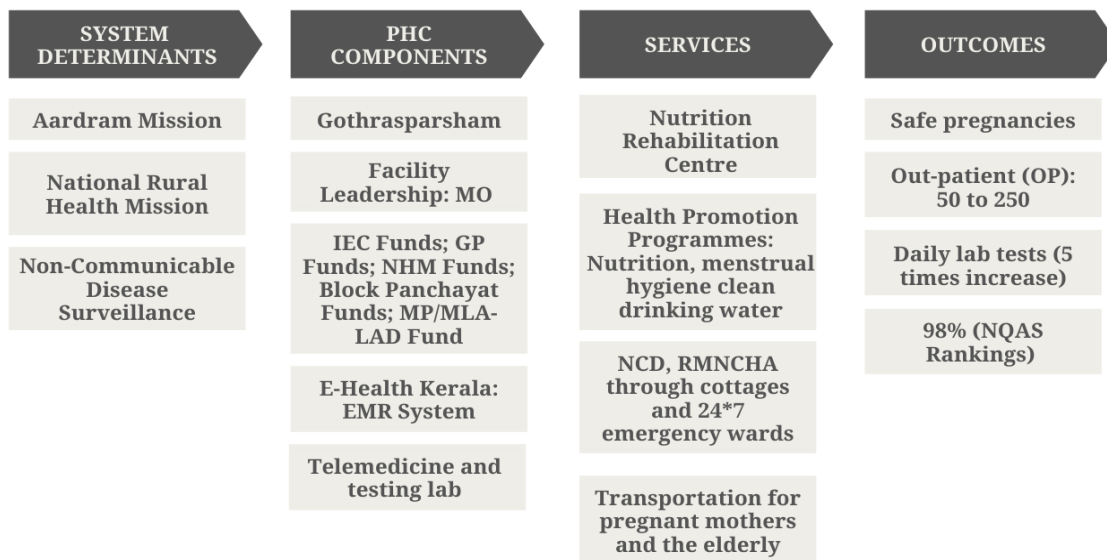 SYSTEM
DETERMINANTS
Aardram Mission
National Rural
Health Mission
Non-Communicable
Disease
Surveillance
PHC
COMPONENTS
Gothrasparsham
Facility
Leadership: MO
IEC Funds; GP
Funds; NHM Funds;
Block Panchayat
Funds; MP/MLA-
LAD Fund
E-Health Kerala:
EMR System
Telemedicine and
testing lab
SERVICES
Nutrition
Rehabilitation
Centre
Health Promotion
Programmes:
Nutrition, menstrual
hygiene clean
drinking water
NCD, RMNCHA
through cottages
and 24*7
emergency wards
Transportation for
pregnant mothers
and the elderly
OUTCOMES
Safe pregnancies
Out-patient (OP):
50 to 250
Daily lab tests (5
times increase)
98% (NQAS
Rankings)